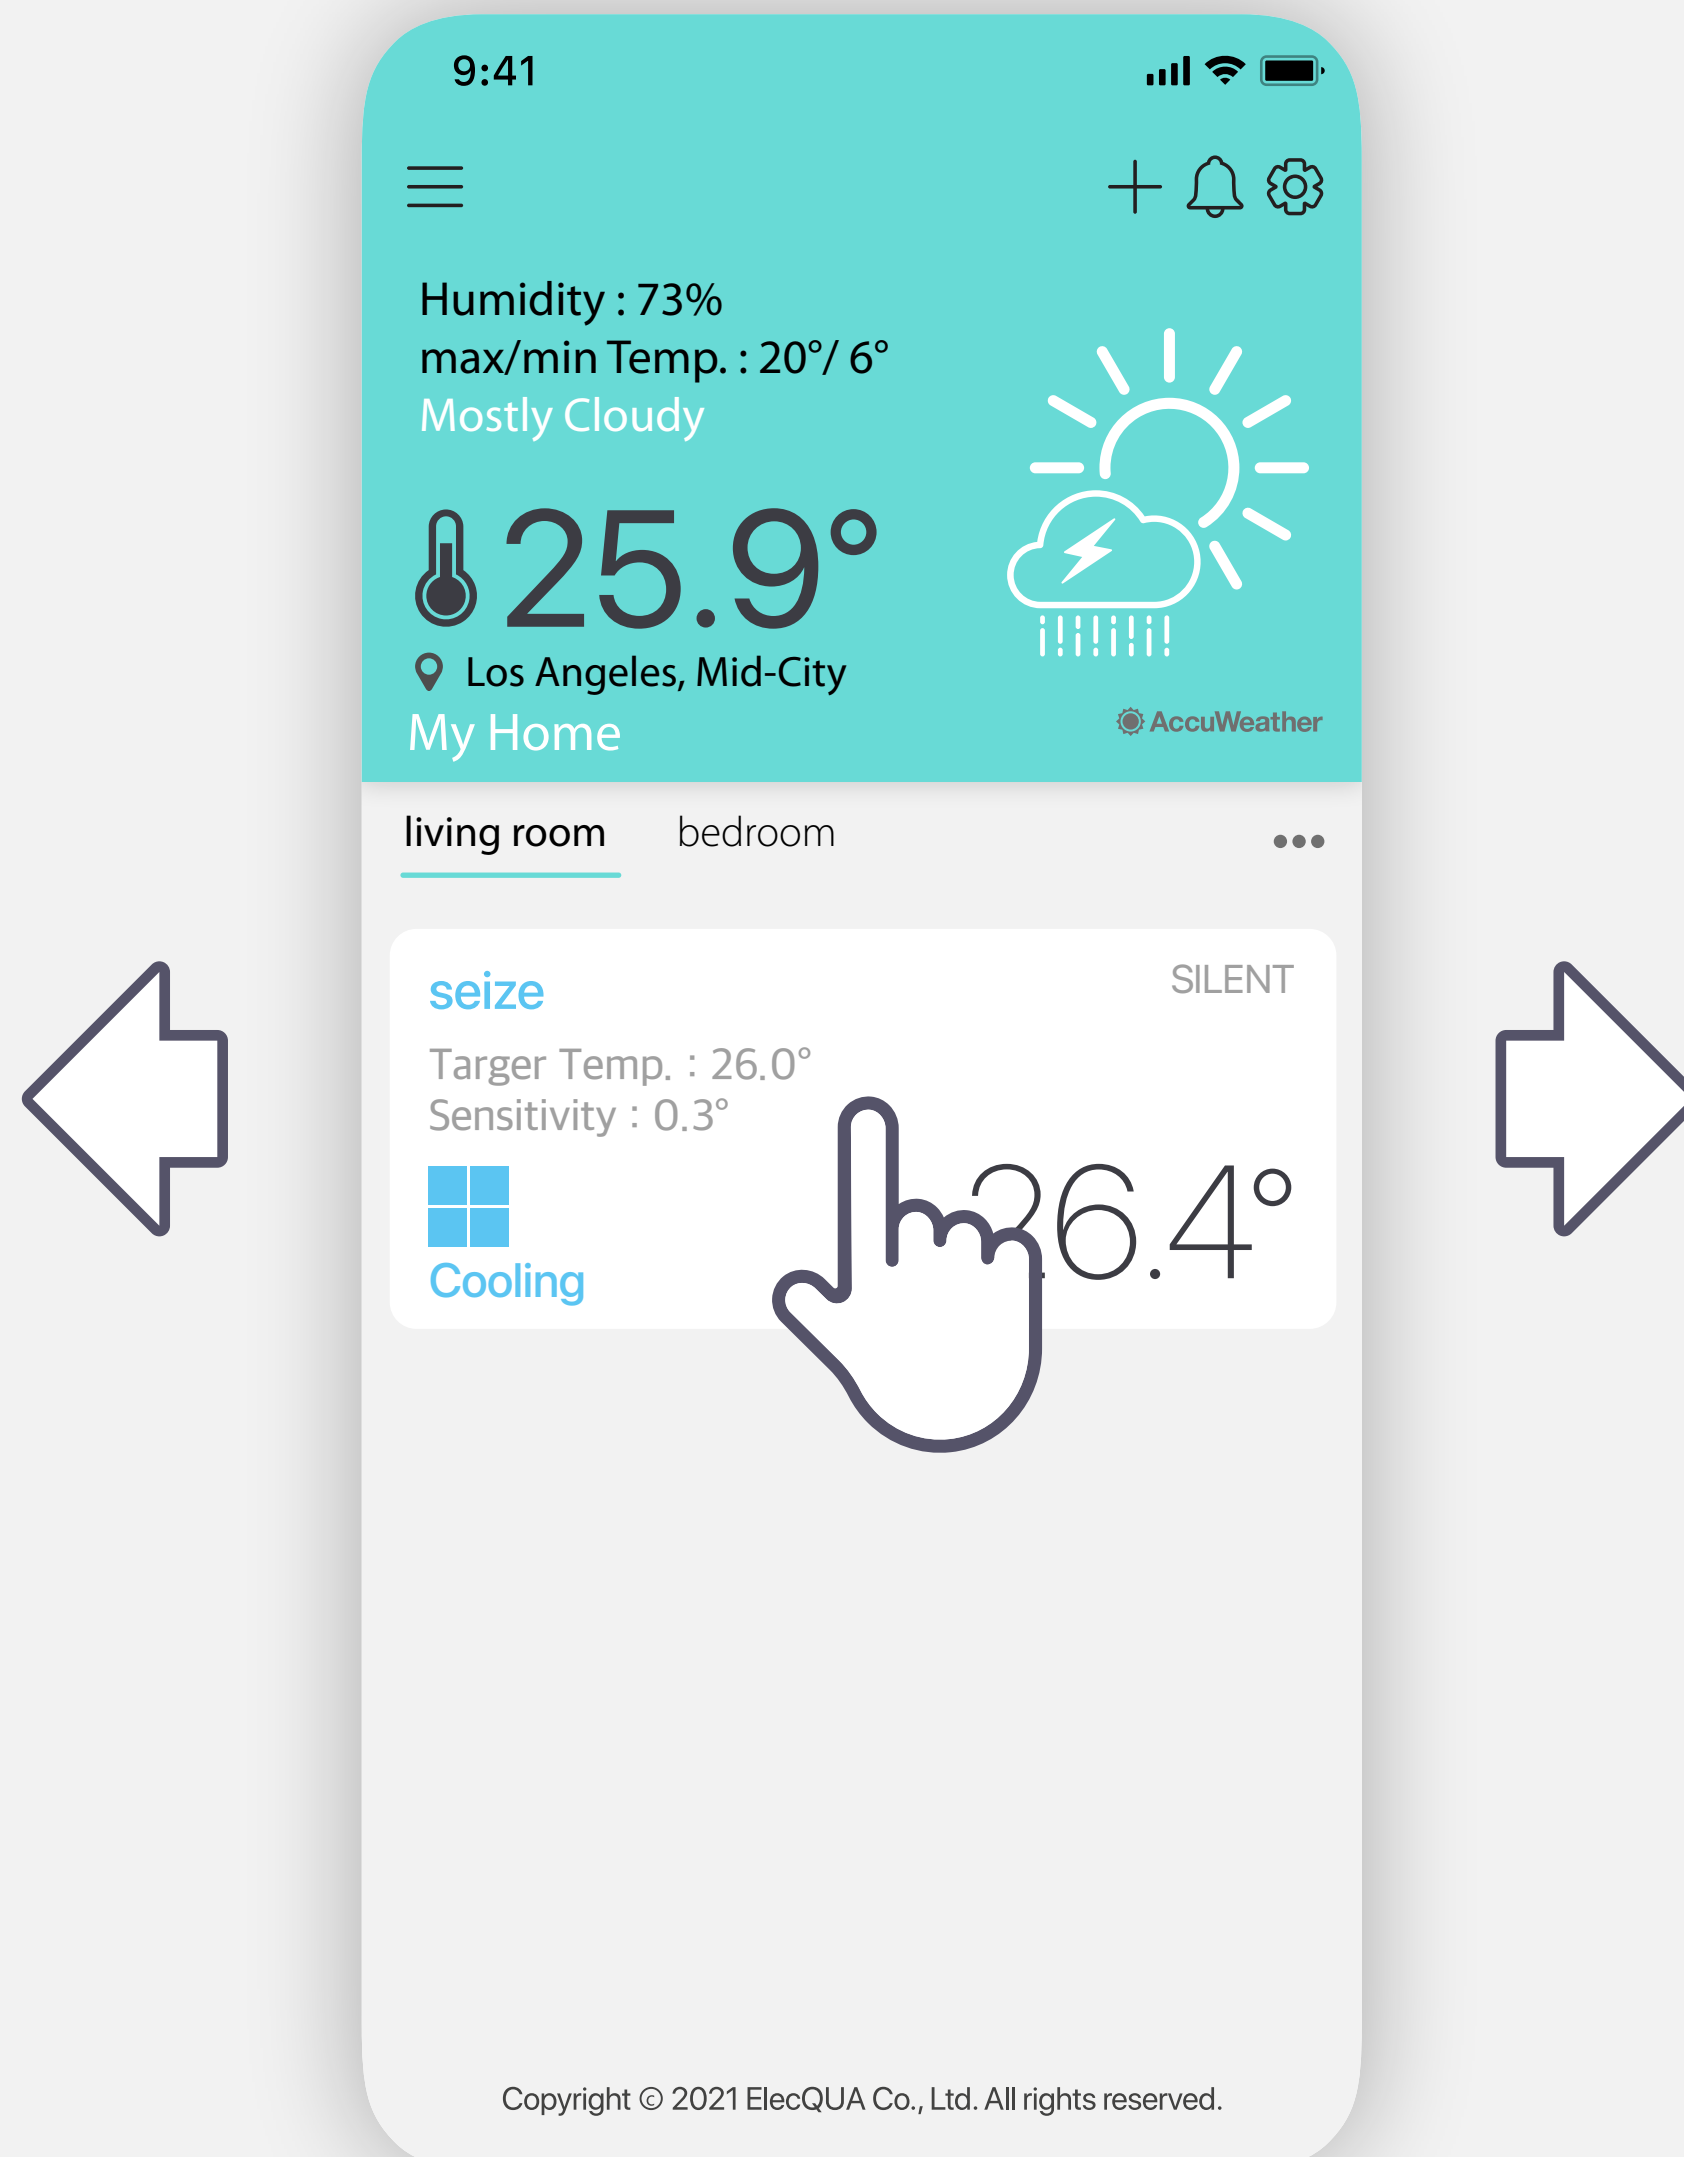 9:41
Humidity : 73%
max/min Temp. : 20°/ 6°
Mostly Cloudy
25.9°
Los Angeles, Mid-City
My Home
AccuWeather
living room
bedroom
seize
SILENT
Targer Temp. : 26.0°
Sensitivity : 0.3°
26.4°
Cooling
Copyright © 2021 ElecQUA Co., Ltd. All rights reserved.